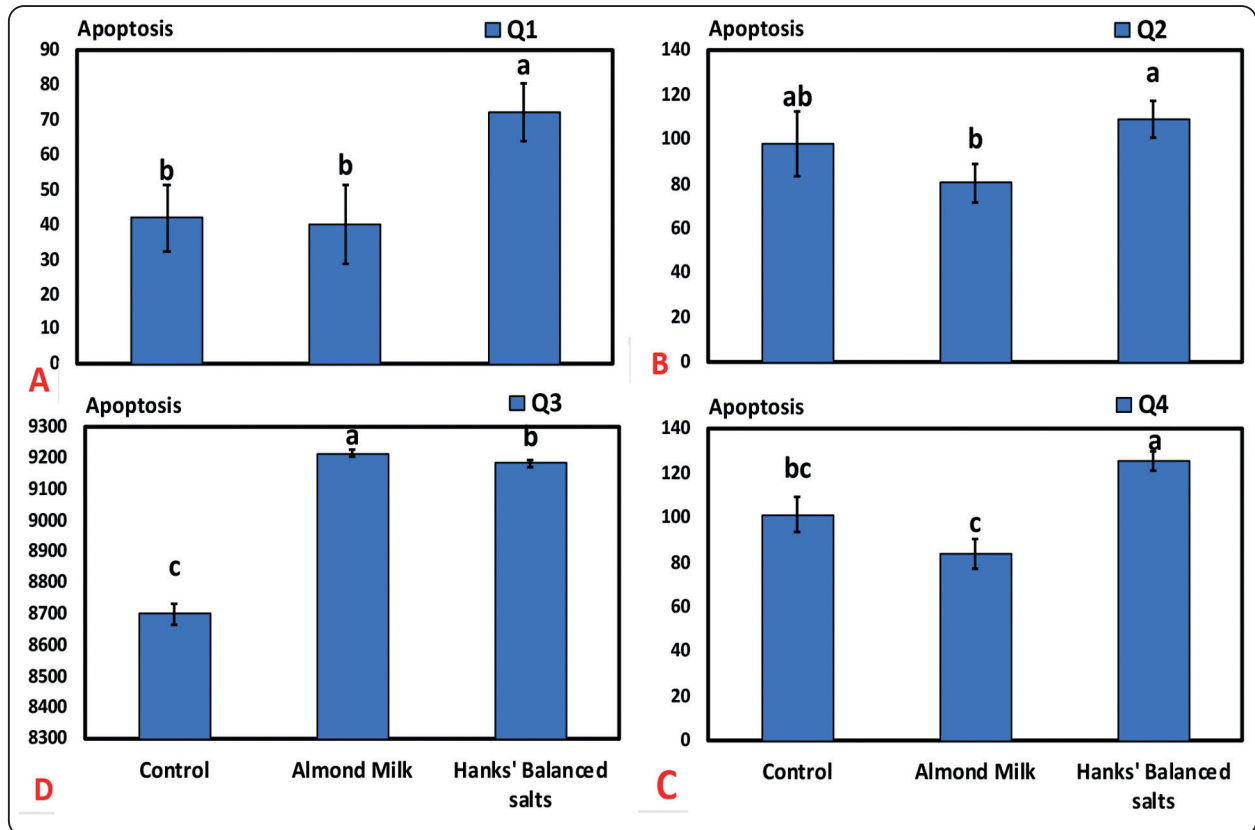 Apoptosis
Q1
90
80
70
60
50
40
30
20
10
0
b
b
a
A
Apoptosis
Q2
140
120
100
80
60
40
20
0
ab
b
a
B
Apoptosis
Q3
9300
9200
9100
9000
8900
8800
8700
8600
8500
8400
8300
c
a
b
Control
Almond Milk
Hanks' Balanced
salts
D
Apoptosis
Q4
140
120
100
80
60
40
20
0
bc
c
a
Control
Almond Milk
Hanks' Balanced
salts
C